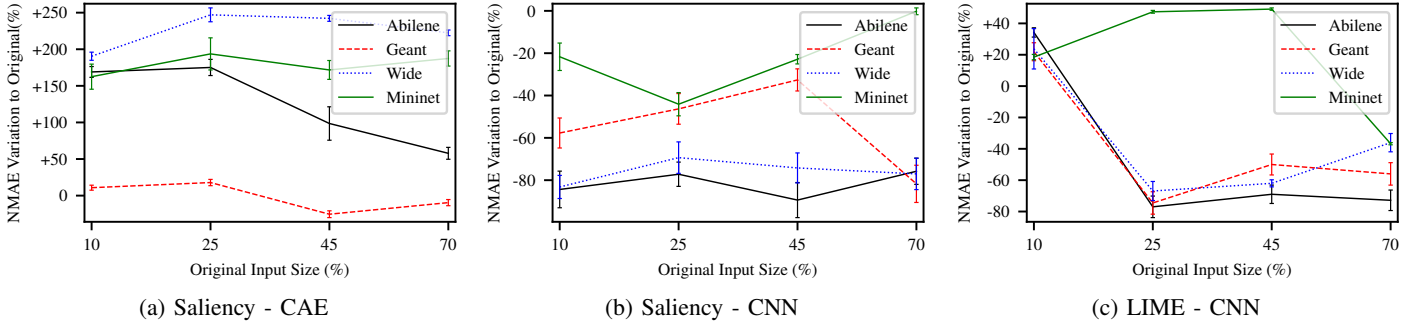 NMAE Variation to Original(%)
+250
+200
+150
+100
+50
0
10
25
45
70
Original Input Size (%)
Abilene
Geant
Wide
Mininet
(a) Saliency - CAE
NMAE Variation to Original(%)
0
-20
-40
-60
-80
10
25
45
70
Original Input Size (%)
Abilene
Geant
Wide
Mininet
(b) Saliency - CNN
NMAE Variation to Original(%)
+40
+20
0
-20
-40
-60
-80
10
25
45
70
Original Input Size (%)
Abilene
Geant
Wide
Mininet
(c) LIME - CNN